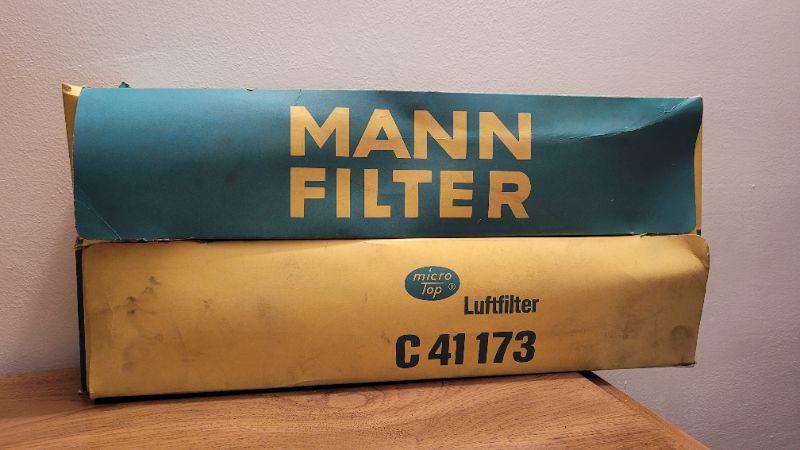 MANN
FILTER
micro
Top ®
Luftfilter
C 41 173